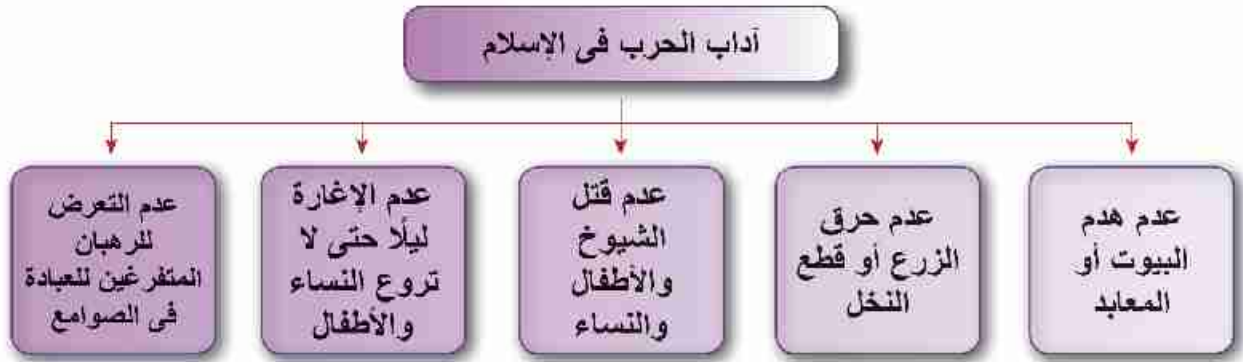 أداب الحرب فى الإسلام
عدم هدم
البيوت أو
المعابد
عدم حرق
الزرع أو قطع
النخل
عدم قتل
الشيوخ
والأطفال
والنساء
عدم الإغارة
ليلًا حتى لا
تروع النساء
والأطفال
عدم التعرض
للرهبان
المتفرغين للعبادة
فى الصوامع